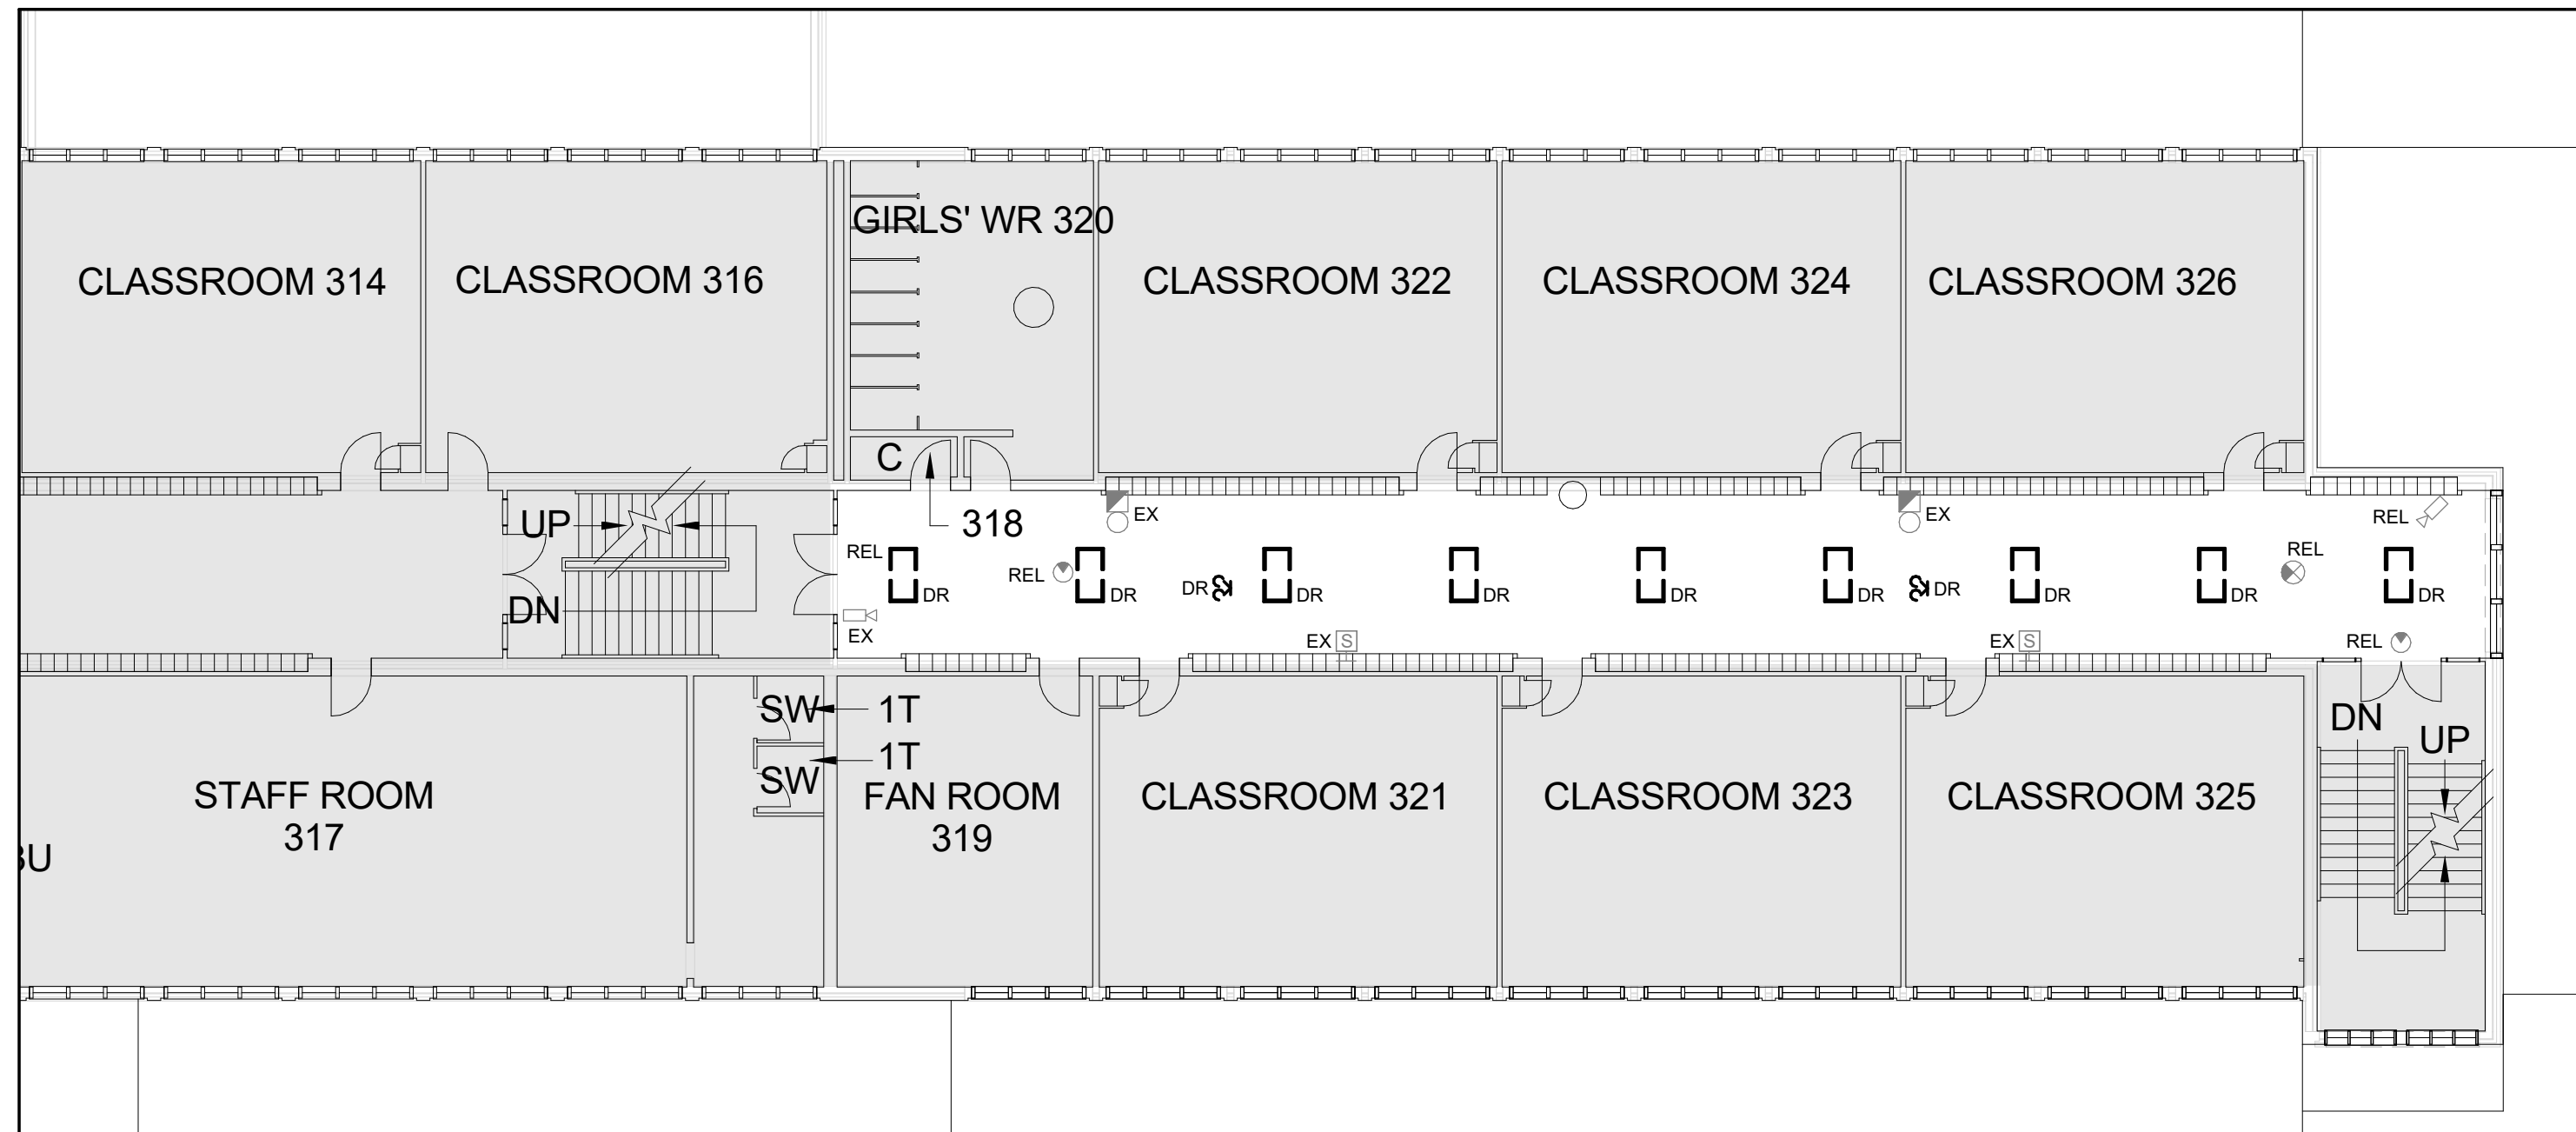 GIRLS' WR 320
CLASSROOM 314
CLASSROOM 316
CLASSROOM 322
CLASSROOM 324
CLASSROOM 326
C
UP
318
EX
EX
REL
REL
REL
REL
DR
DR
DR
DR
DR
DR
DR
DR
DR
DR
DR
DN
EX
EX S
EX S
REL
SW
1T
SW
1T
DN
UP
STAFF ROOM
317
FAN ROOM
319
CLASSROOM 321
CLASSROOM 323
CLASSROOM 325